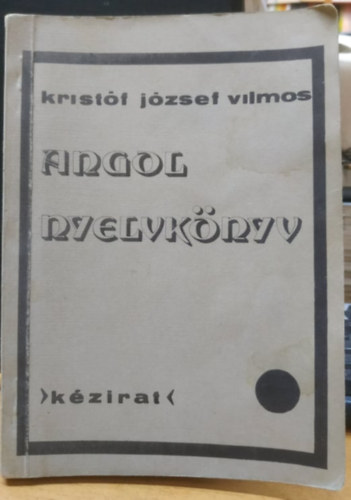 kristóf józsef vilmos
ANGOL
NYELVKÖNYV
>kézirat<